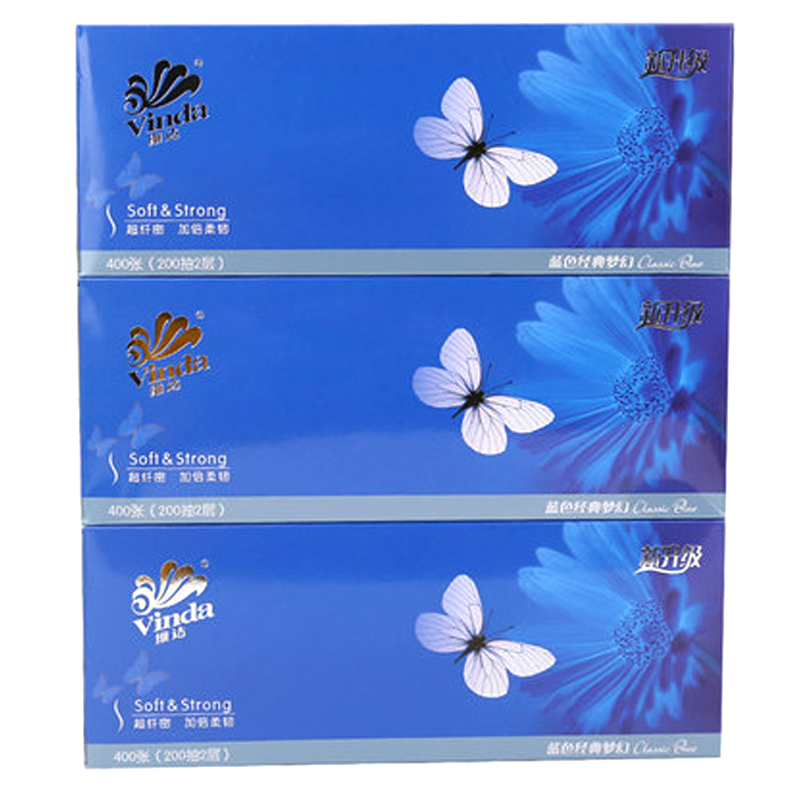 新升级
®
Vinda
维达
Soft & Strong
超纤密 加倍柔韧
400张(200抽2层)
蓝色经典梦幻 Classic Blue
新升级
®
Vinda
维达
Soft & Strong
超纤密 加倍柔韧
400张(200抽2层)
蓝色经典梦幻 Classic Blue
新升级
®
Vinda
维达
Soft & Strong
超纤密 加倍柔韧
400张(200抽2层)
蓝色经典梦幻 Classic Blue